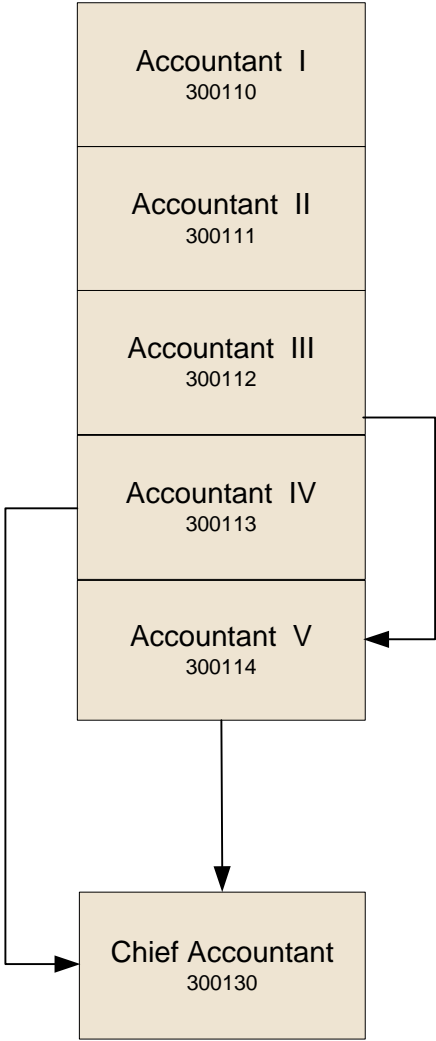 Accountant I
300110
Accountant II
300111
Accountant III
300112
Accountant IV
300113
Accountant V
300114
Chief Accountant
300130